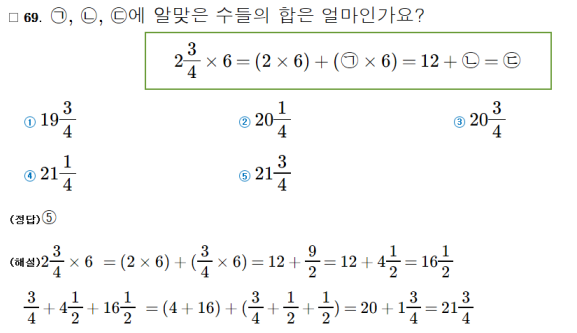 □ 69. ㉠, ㉡, ㉢에 알맞은 수들의 합은 얼마인가요?
2 3/4 × 6 = (2 × 6) + (㉠ × 6) = 12 + ㉡ = ㉢
① 19 3/4 ② 20 1/4 ③ 20 3/4
④ 21 1/4 ⑤ 21 3/4
(정답) ⑤
(해설) 2 3/4 × 6 = (2 × 6) + (3/4 × 6) = 12 + 9/2 = 12 + 4 1/2 = 16 1/2
3/4 + 4 1/2 + 16 1/2 = (4 + 16) + (3/4 + 1/2 + 1/2) = 20 + 1 3/4 = 21 3/4